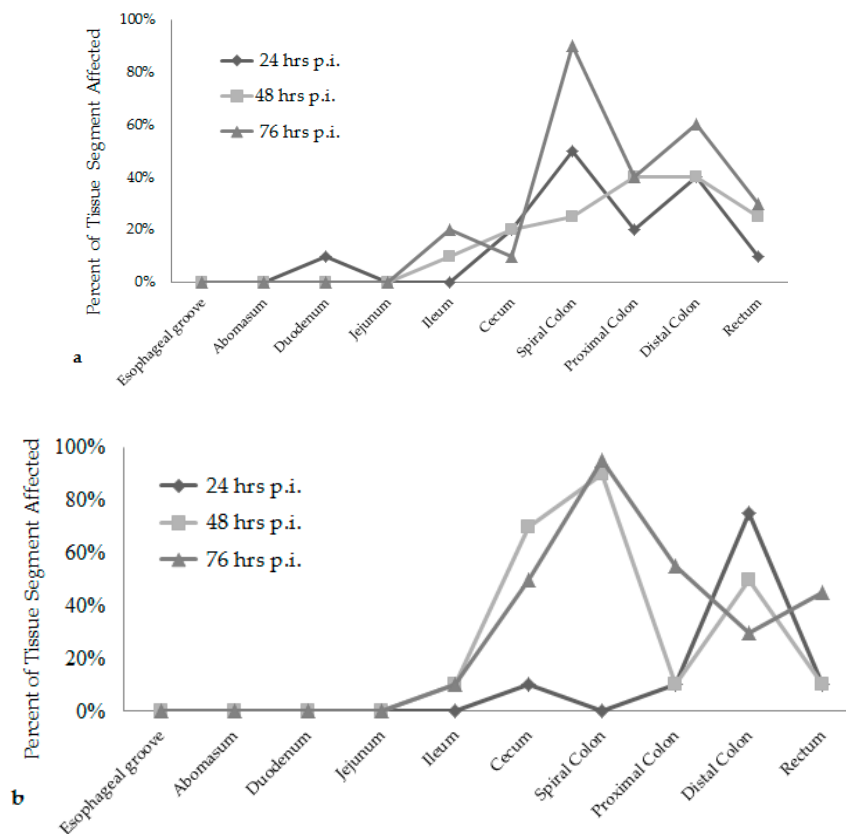 Percent of Tissue Segment Affected
100%
80%
60%
40%
20%
0%
24 hrs p.i.
48 hrs p.i.
76 hrs p.i.
Esophageal groove
Abomasum
Duodenum
Jejunum
Ileum
Cecum
Spiral Colon
Proximal Colon
Distal Colon
Rectum
a
Percent of Tissue Segment Affected
100%
80%
60%
40%
20%
0%
24 hrs p.i.
48 hrs p.i.
76 hrs p.i.
Esophageal groove
Abomasum
Duodenum
Jejunum
Ileum
Cecum
Spiral Colon
Proximal Colon
Distal Colon
Rectum
b